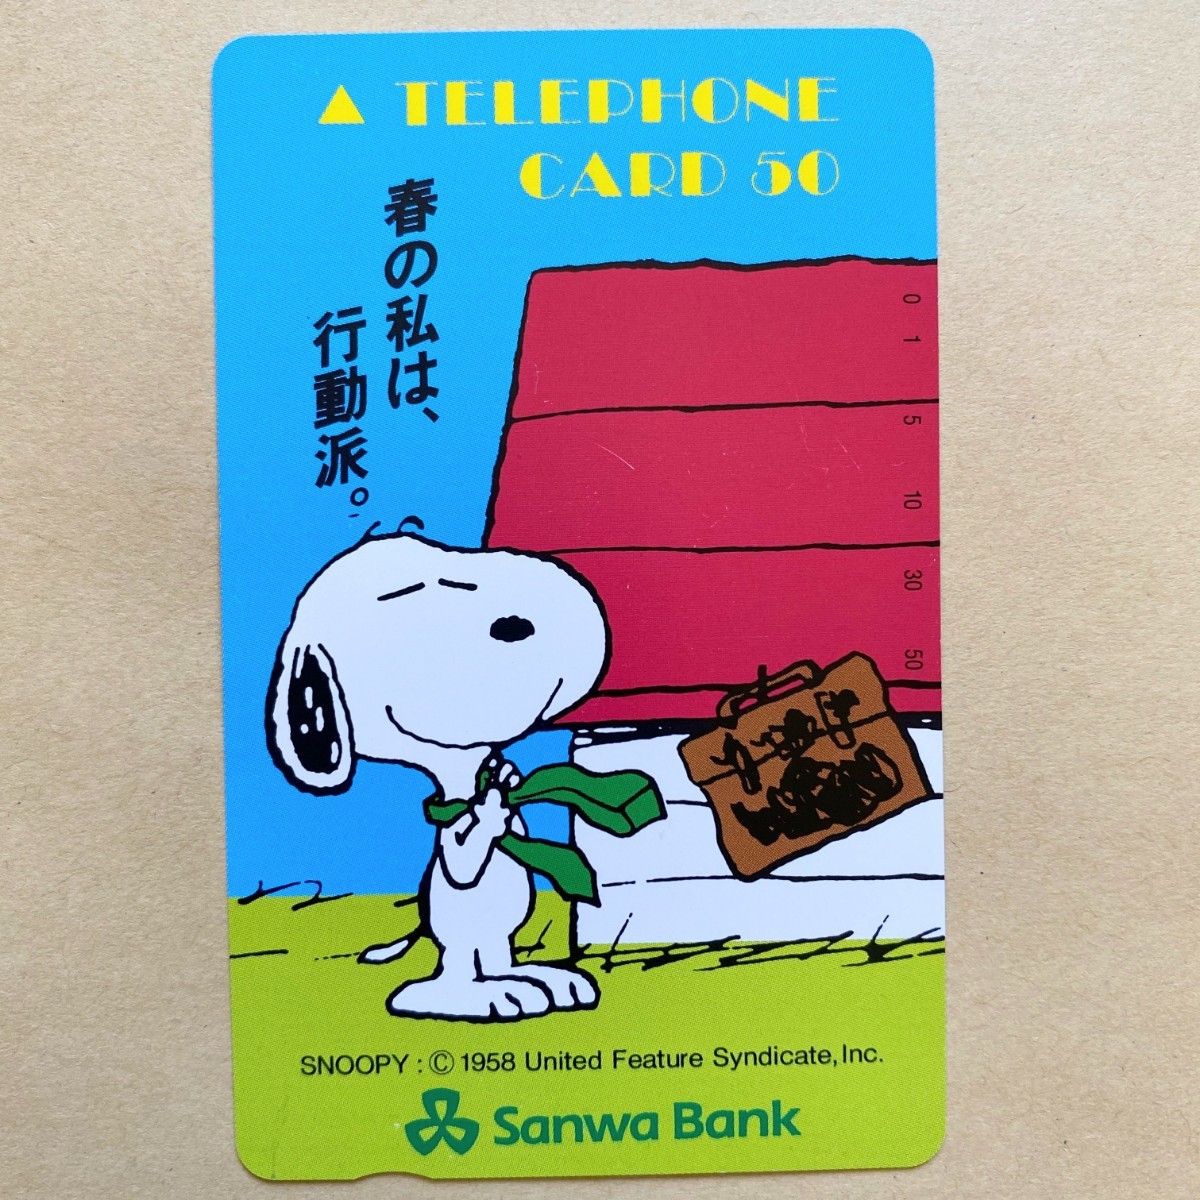 ▲ TELEPHONE
CARD 50
春の私は、
行動派。
0
1
5
10
30
50
SNOOPY : © 1958 United Feature Syndicate, Inc.
Sanwa Bank